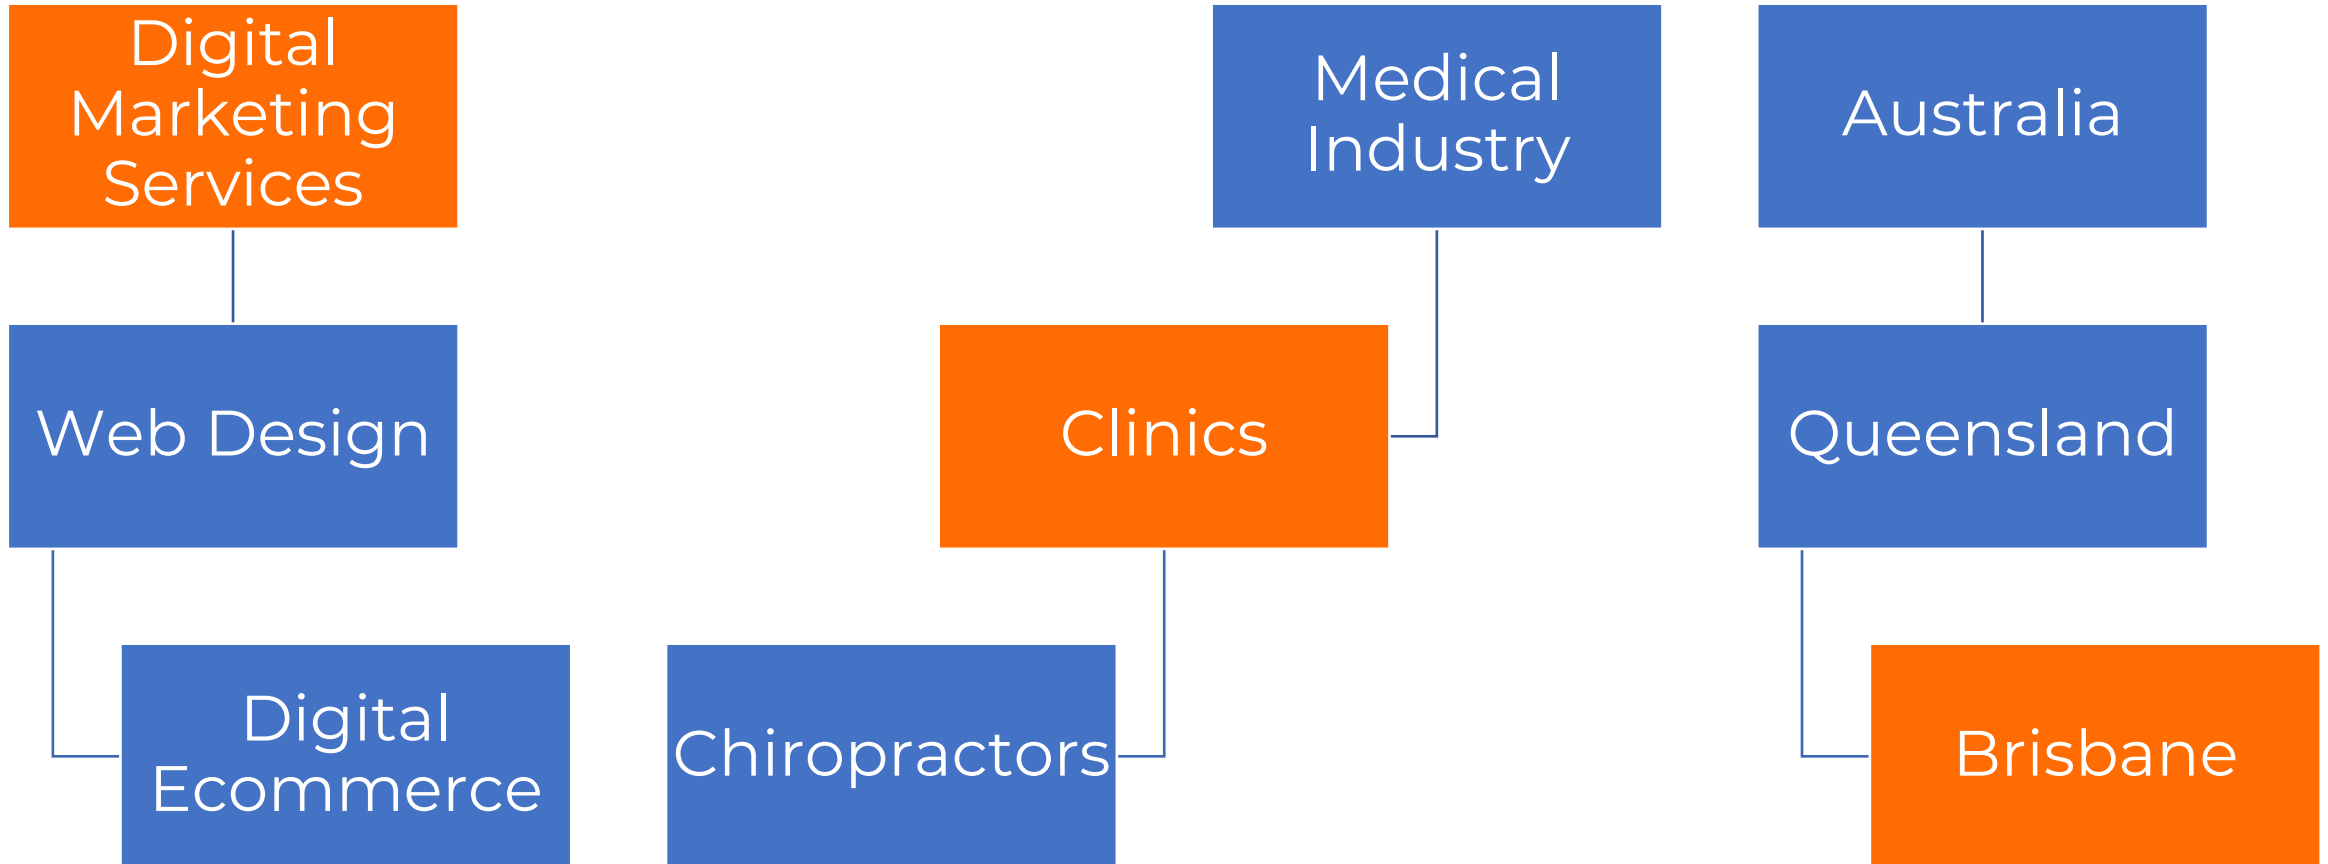 Digital
Marketing
Services
Medical
Industry
Australia
Web Design
Clinics
Queensland
Digital
Ecommerce
Chiropractors
Brisbane